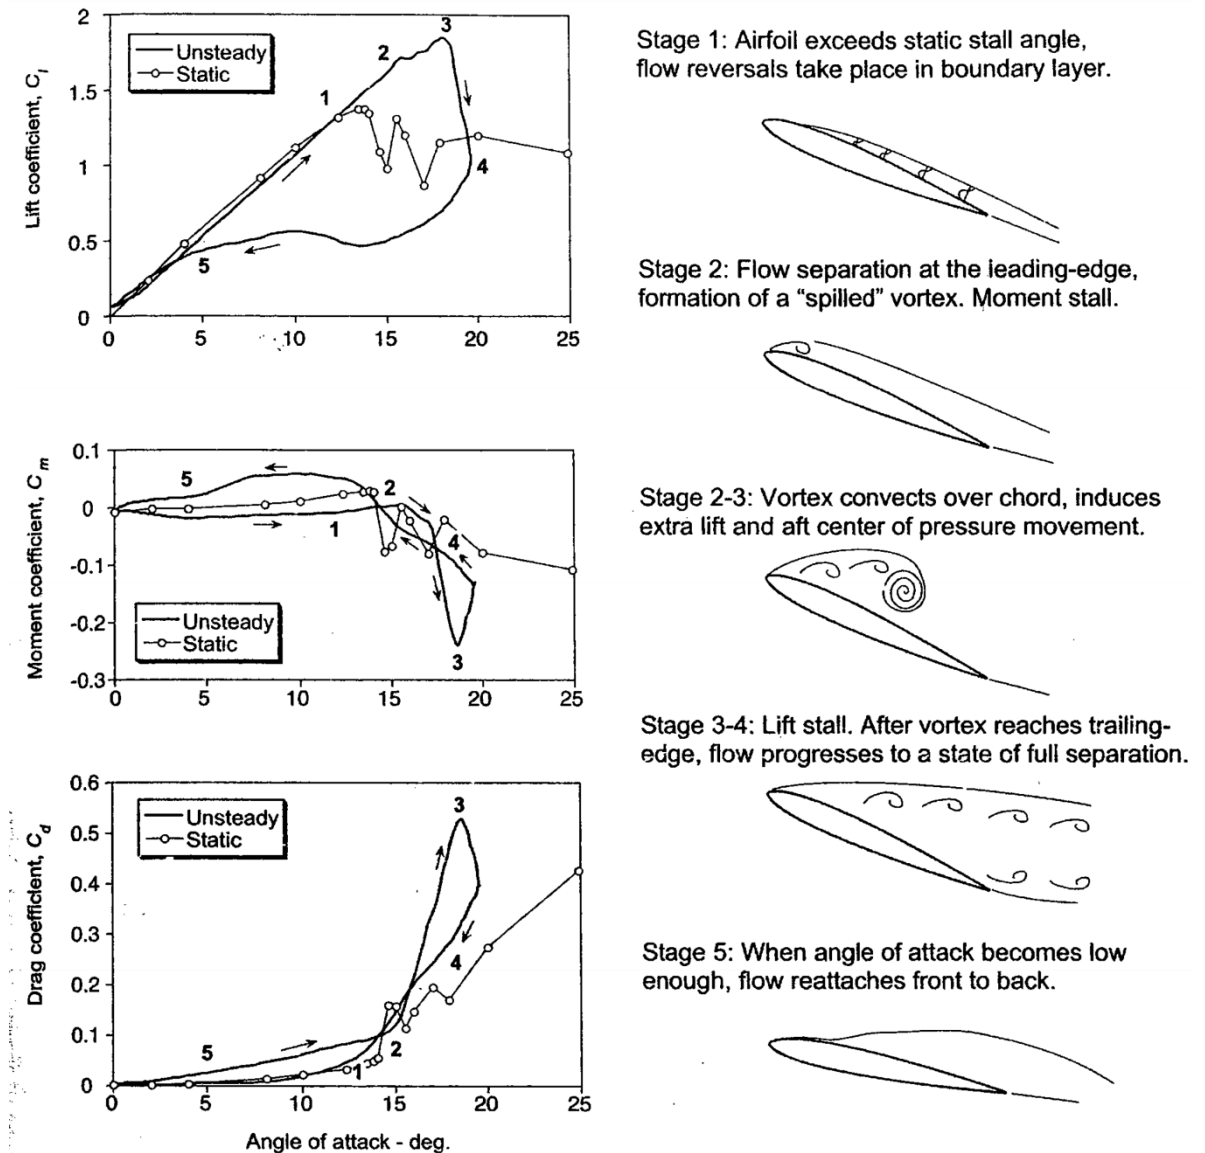 2
1.5
1
0.5
0
0
5
10
15
20
25
Lift coefficient, C_l
Unsteady
Static
1
2
3
4
5
Stage 1: Airfoil exceeds static stall angle,
flow reversals take place in boundary layer.
Stage 2: Flow separation at the leading-edge,
formation of a “spilled” vortex. Moment stall.
0.1
0
-0.1
-0.2
-0.3
0
5
10
15
20
25
Moment coefficient, C_m
Unsteady
Static
5
2
1
4
3
Stage 2-3: Vortex convects over chord, induces
extra lift and aft center of pressure movement.
Stage 3-4: Lift stall. After vortex reaches trailing-
edge, flow progresses to a state of full separation.
0.6
0.5
0.4
0.3
0.2
0.1
0
0
5
10
15
20
25
Drag coefficient, C_d
Unsteady
Static
3
4
5
2
1
Angle of attack - deg.
Stage 5: When angle of attack becomes low
enough, flow reattaches front to back.